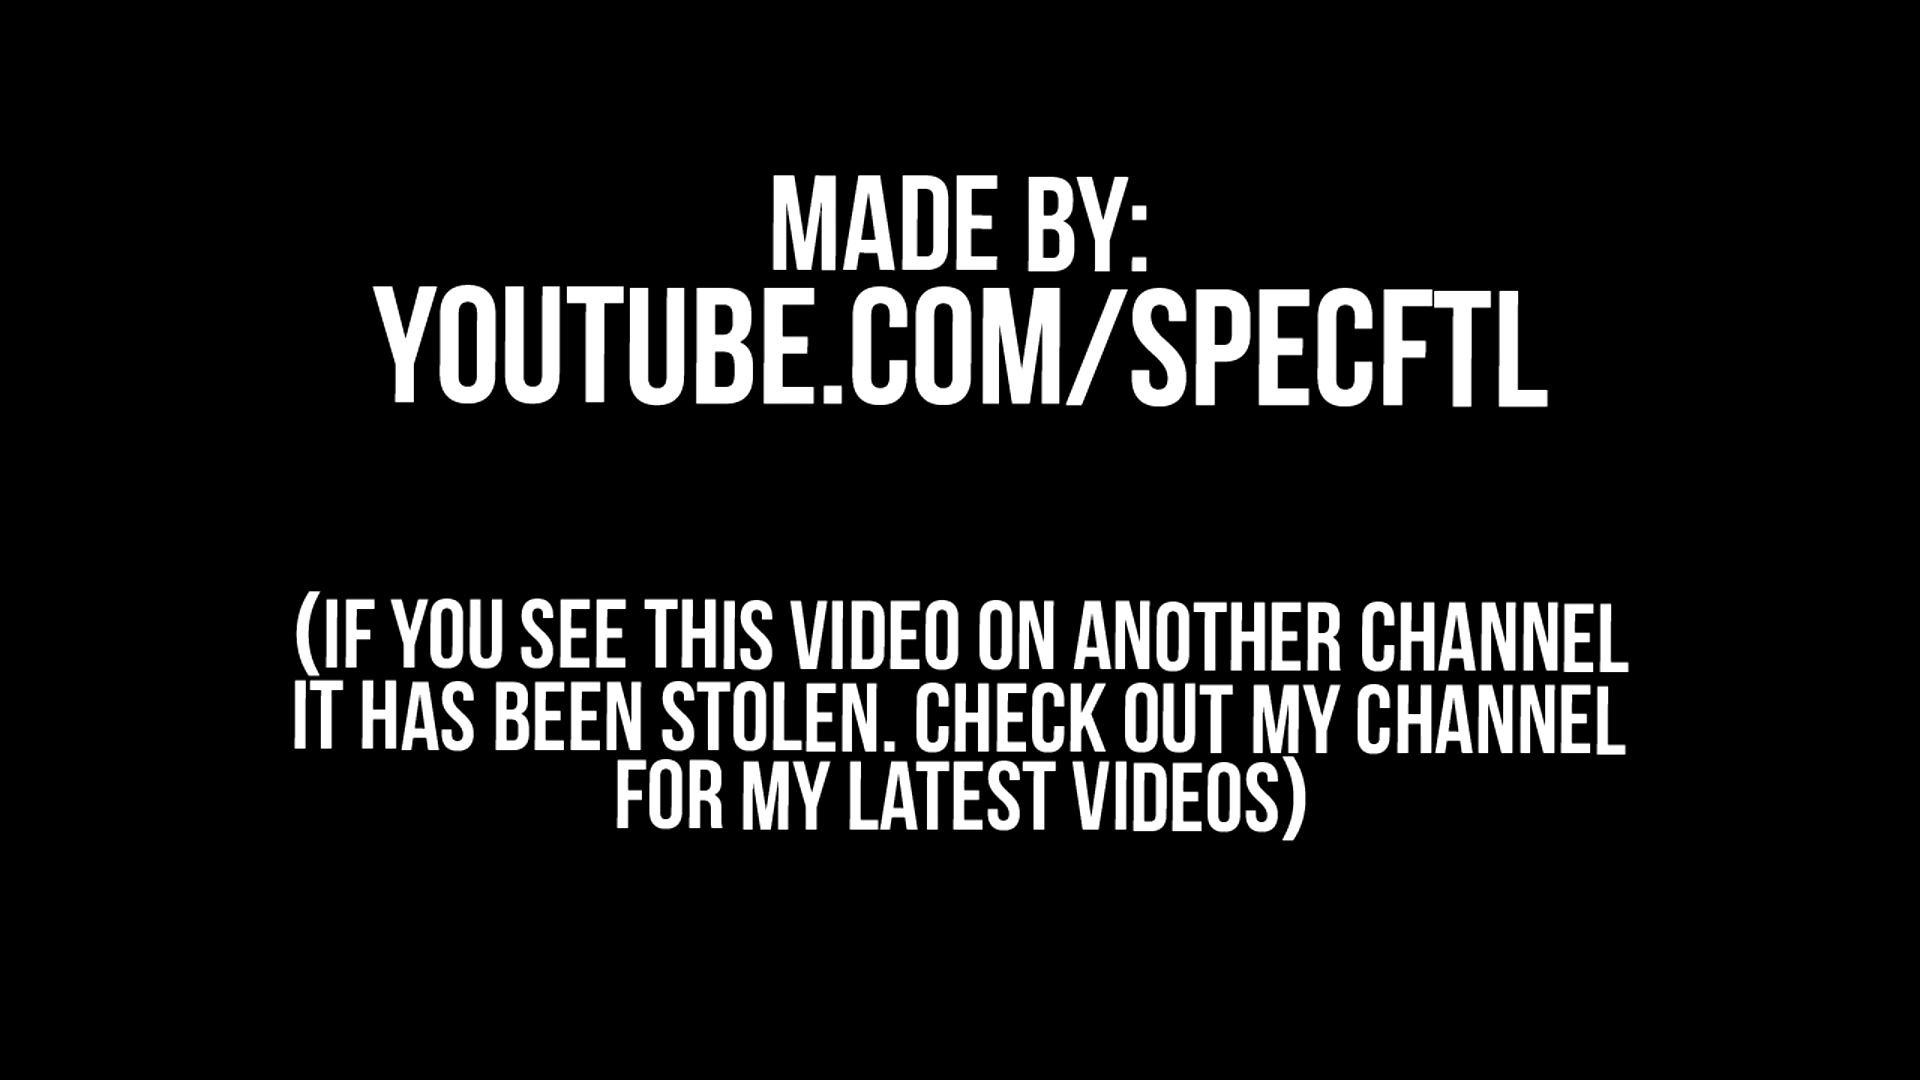 MADE BY:
YOUTUBE.COM/SPECFTL
(IF YOU SEE THIS VIDEO ON ANOTHER CHANNEL
IT HAS BEEN STOLEN. CHECK OUT MY CHANNEL
FOR MY LATEST VIDEOS)